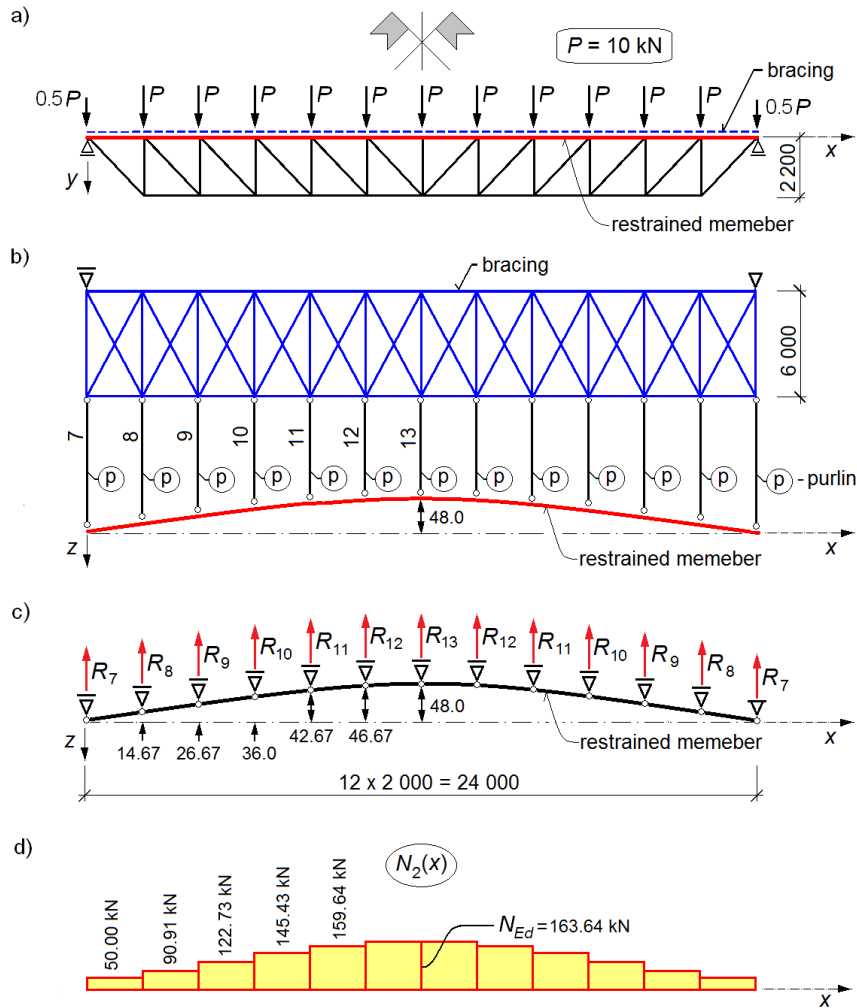 a)
P = 10 kN
bracing
0.5P
P
P
P
P
P
P
P
P
P
P
P
0.5P
x
y
2 200
restrained memeber
b)
bracing
6 000
7
8
9
10
11
12
13
p
p
p
p
p
p
p
p
p
p
p
p
p - purlin
48.0
z
restrained memeber
x
c)
R7
R8
R9
R10
R11
R12
R13
R12
R11
R10
R9
R8
R7
48.0
z
14.67
26.67
36.0
42.67
46.67
restrained memeber
x
12 x 2 000 = 24 000
d)
N2(x)
50.00 kN
90.91 kN
122.73 kN
145.43 kN
159.64 kN
NEd=163.64 kN
x